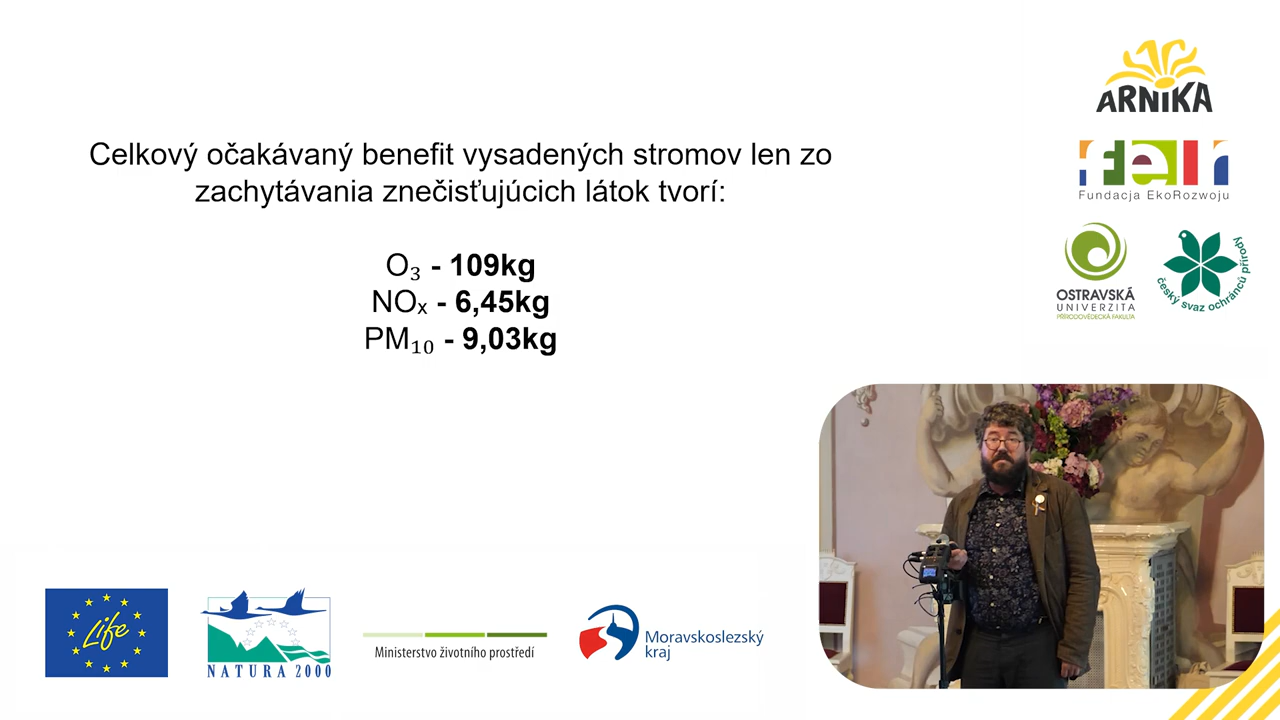 Celkový očakávaný benefit vysadených stromov len zo
zachytávania znečisťujúcich látok tvorí:
O₃ - 109kg
NOₓ - 6,45kg
PM₁₀ - 9,03kg
ARNIKA
feri
Fundacja EkoRozwoju
OSTRAVSKÁ
UNIVERZITA
PŘÍRODOVĚDECKÁ FAKULTA
český svaz ochránců přírody
Life
NATURA 2000
Ministerstvo životního prostředí
Moravskoslezský
kraj